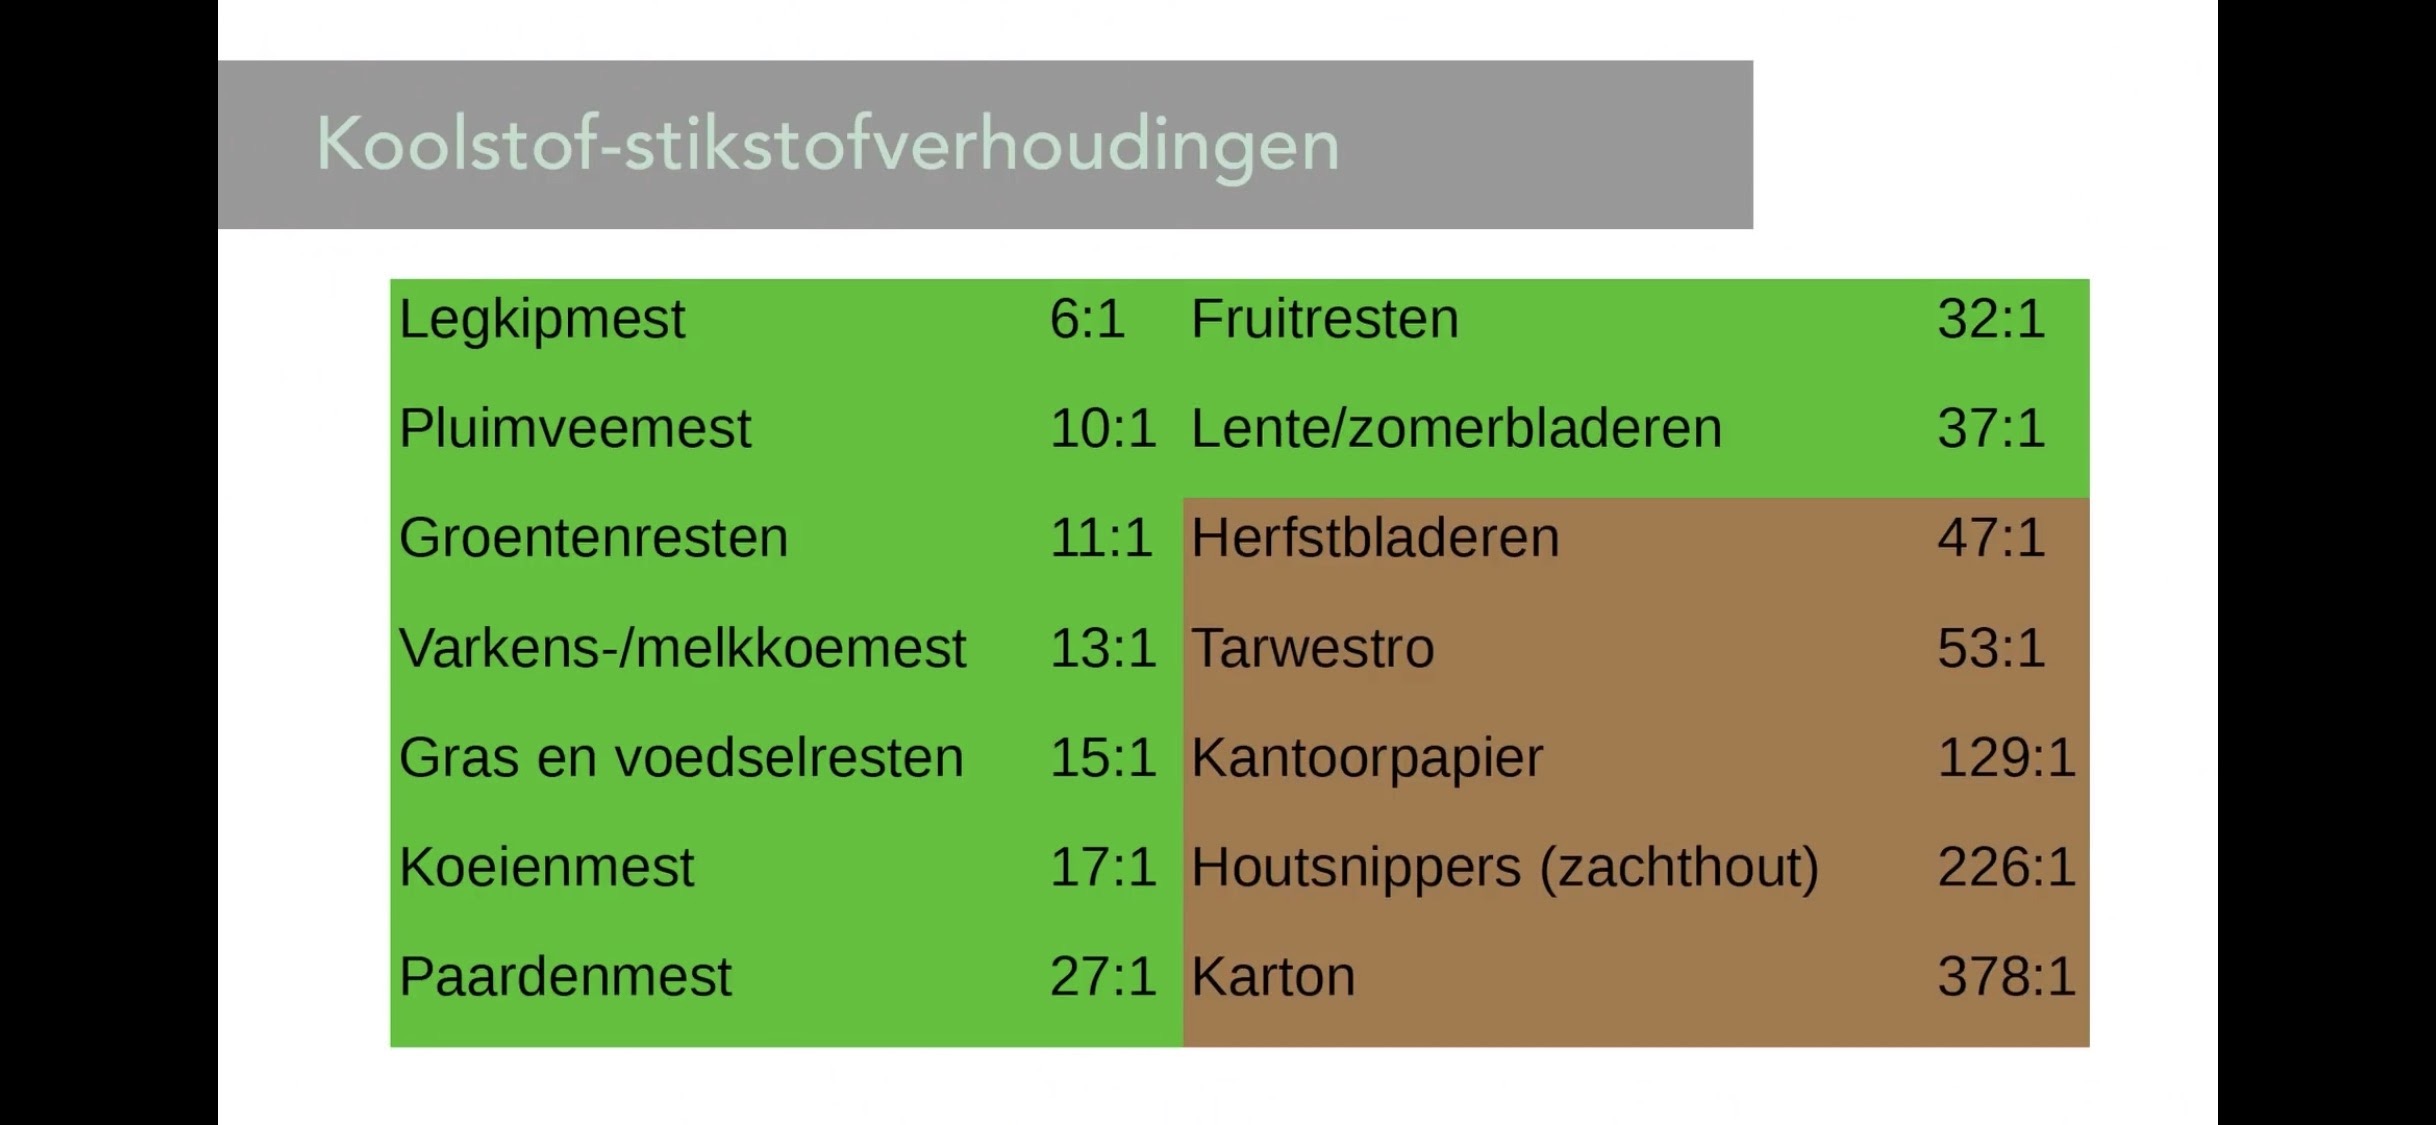 Koolstof-stikstofverhoudingen
Legkipmest 6:1 Fruitresten 32:1
Pluimveemest 10:1 Lente/zomerbladeren 37:1
Groentenresten 11:1 Herfstbladeren 47:1
Varkens-/melkkoemest 13:1 Tarwestro 53:1
Gras en voedselresten 15:1 Kantoorpapier 129:1
Koeienmest 17:1 Houtsnippers (zachthout) 226:1
Paardenmest 27:1 Karton 378:1